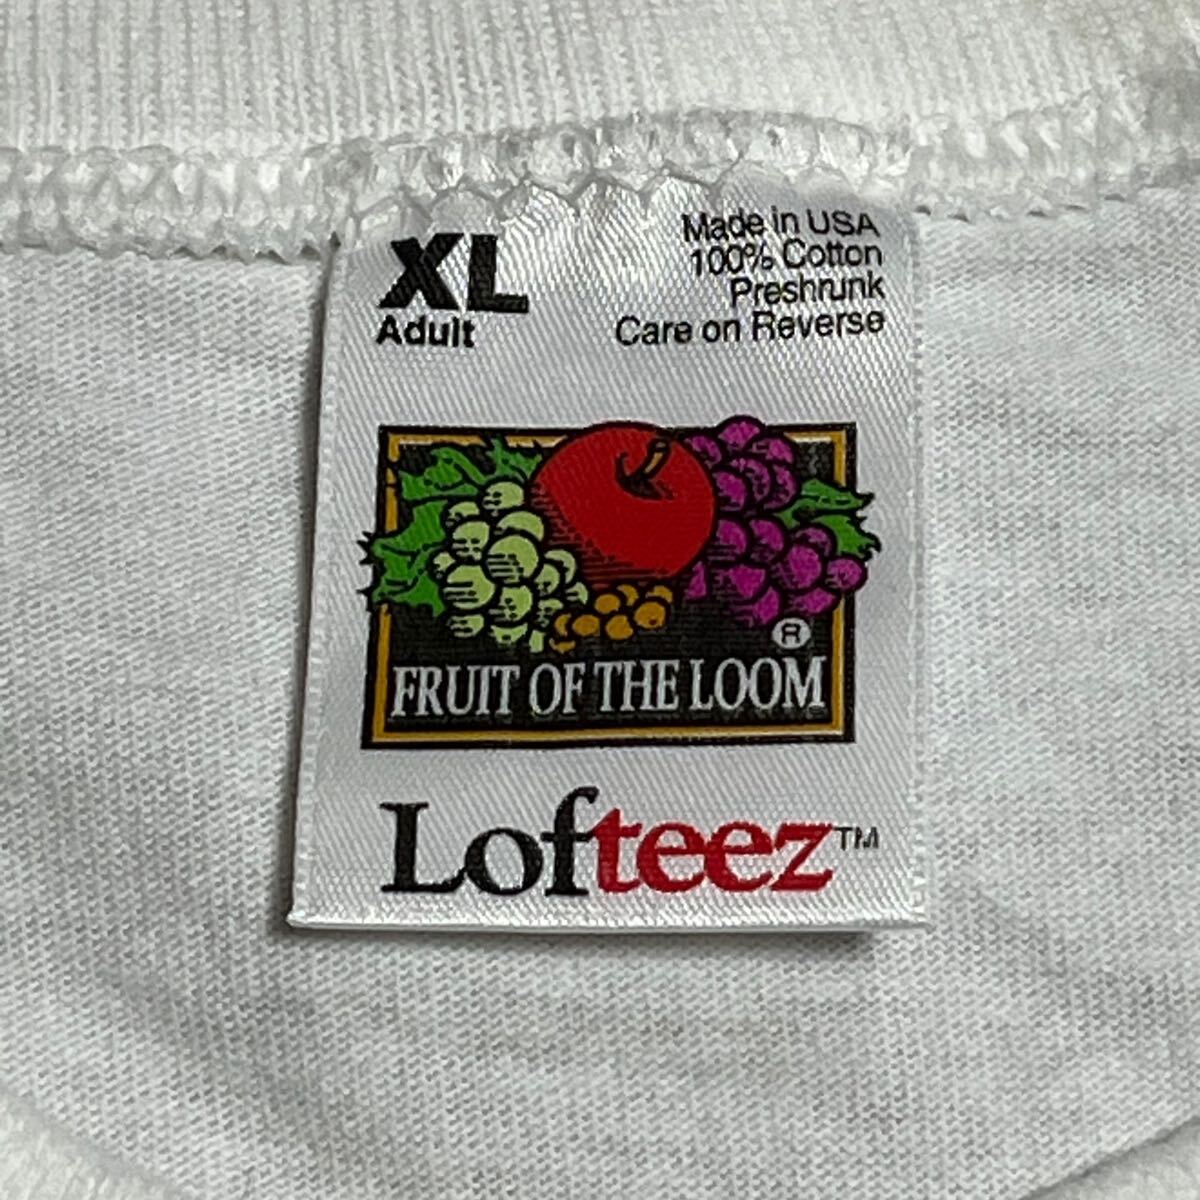 XL
Adult
Made in USA
100% Cotton
Preshrunk
Care on Reverse
®
FRUIT OF THE LOOM
Lofteez™